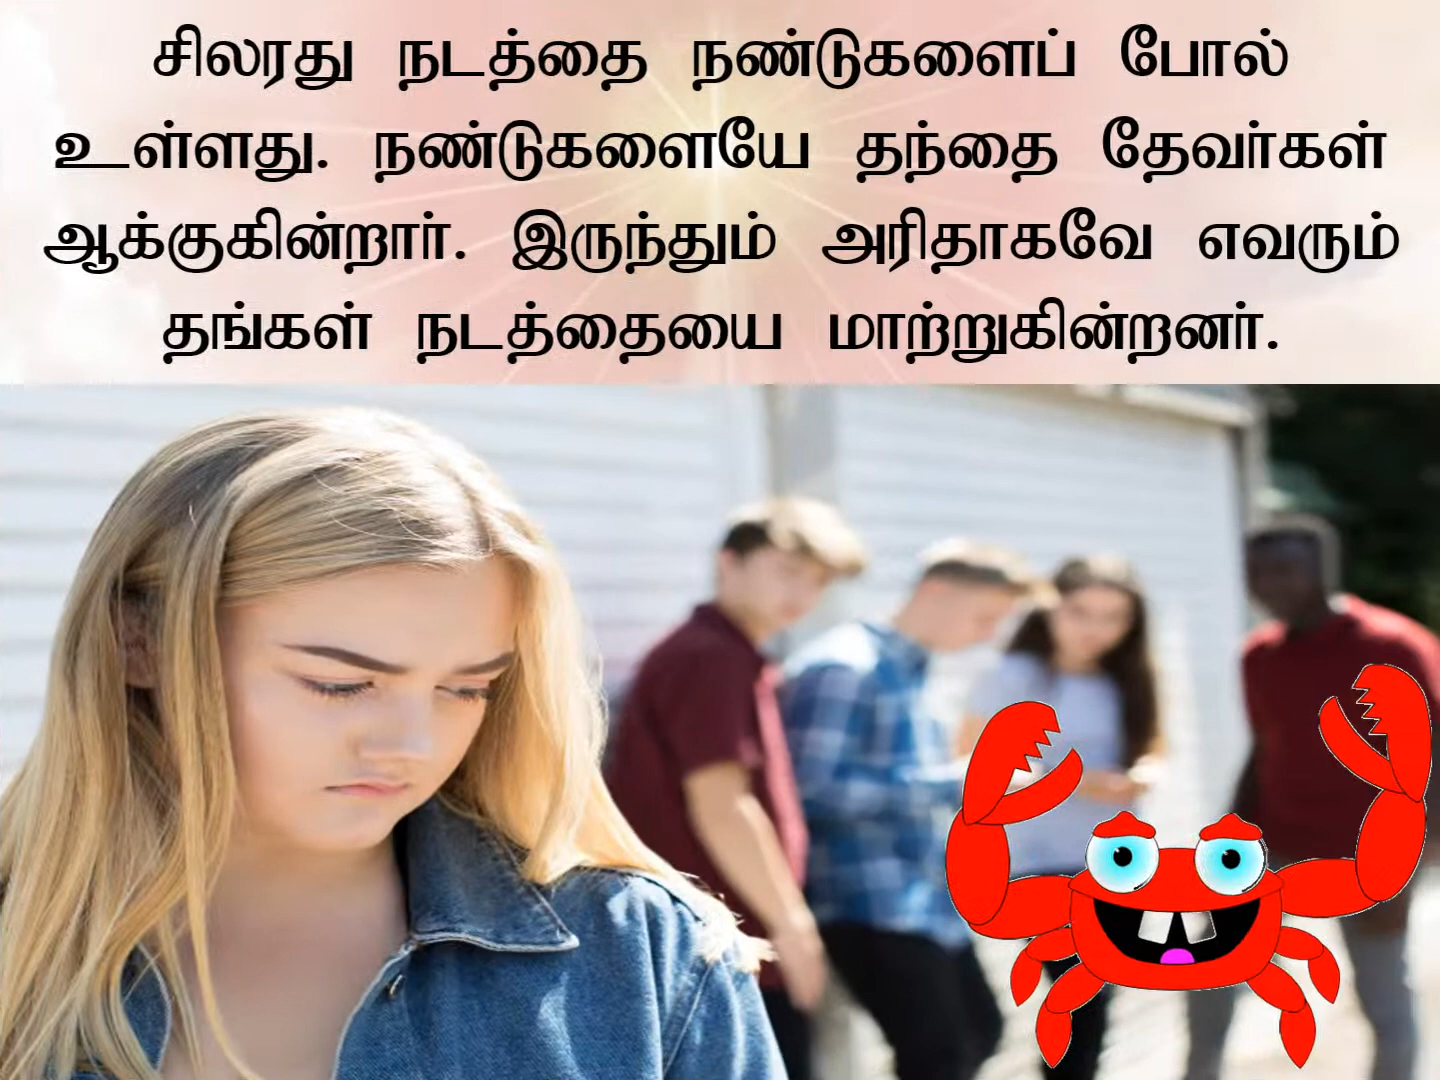 சிலரது நடத்தை நண்டுகளைப் போல்
உள்ளது. நண்டுகளையே தந்தை தேவர்கள்
ஆக்குகின்றார். இருந்தும் அரிதாகவே எவரும்
தங்கள் நடத்தையை மாற்றுகின்றனர்.